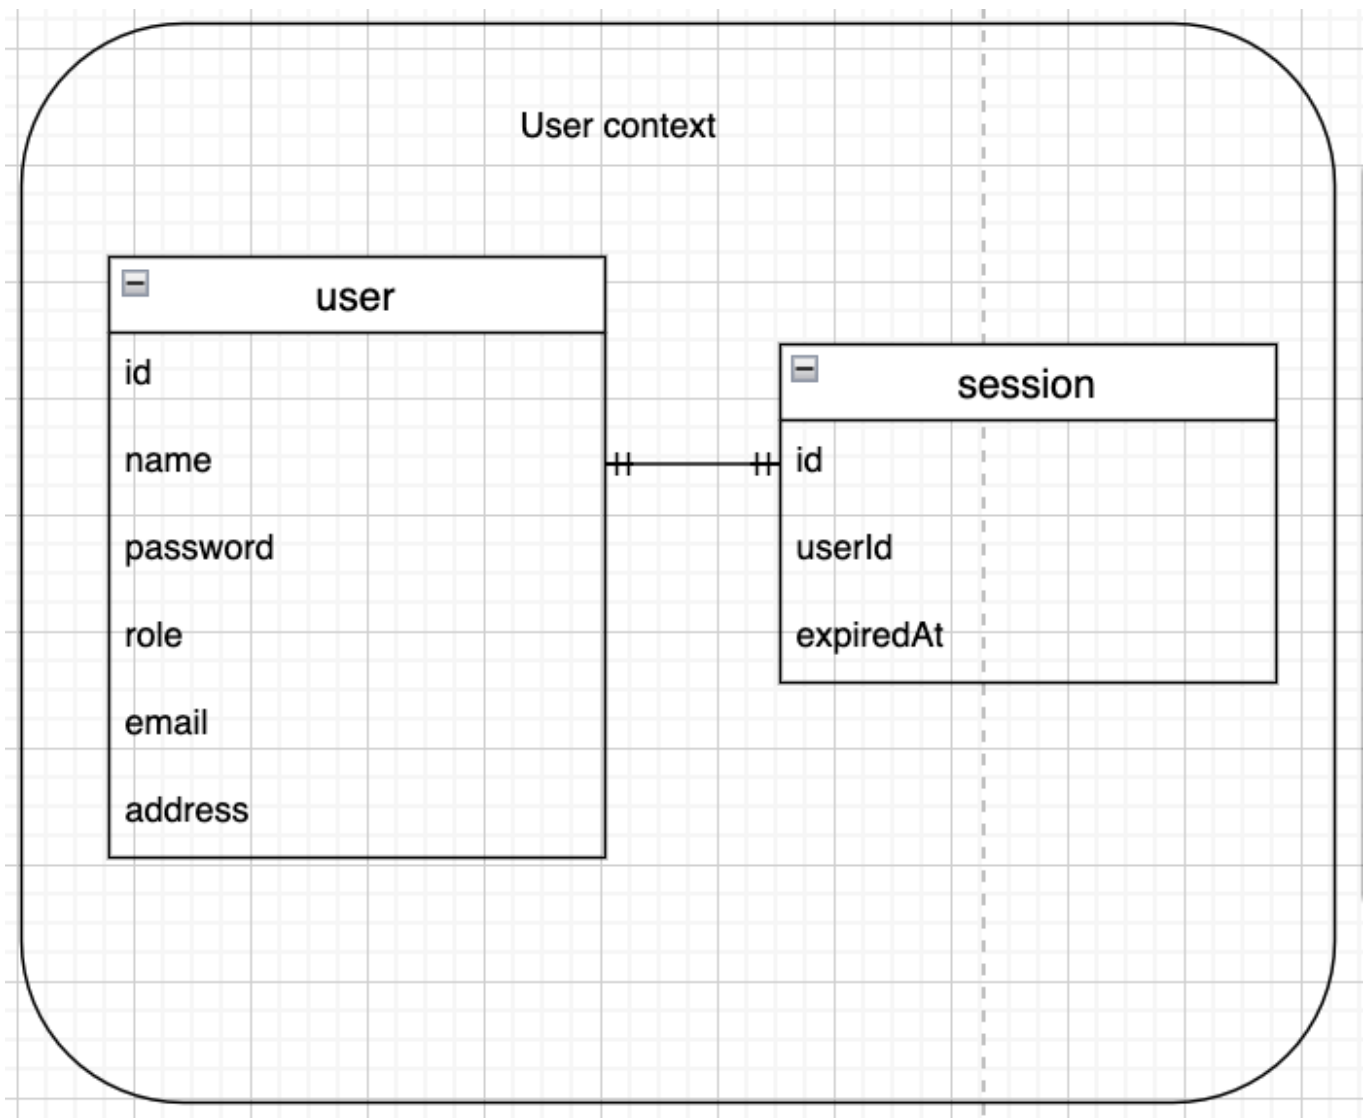 User context
user
id
name
password
role
email
address
session
id
userId
expiredAt